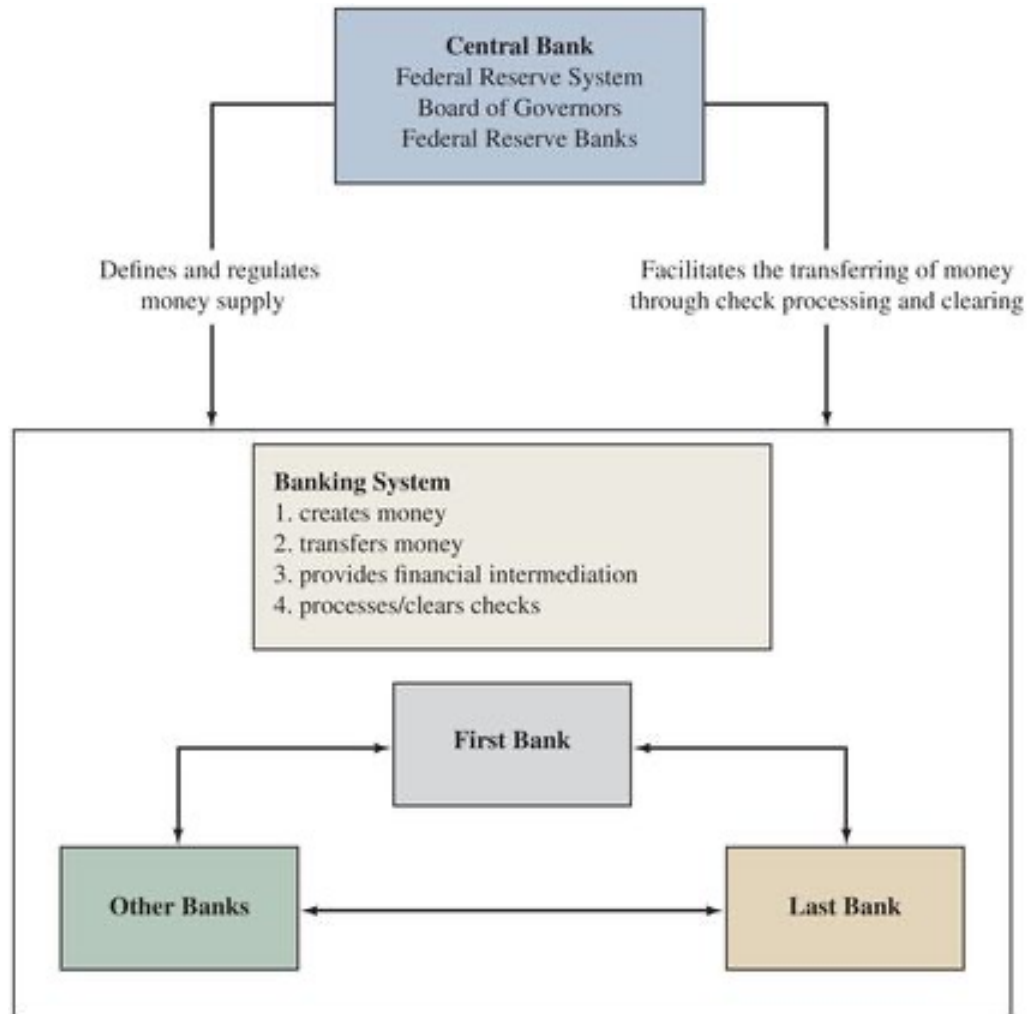 Central Bank
Federal Reserve System
Board of Governors
Federal Reserve Banks
Defines and regulates
money supply
Facilitates the transferring of money
through check processing and clearing
Banking System
1. creates money
2. transfers money
3. provides financial intermediation
4. processes/clears checks
First Bank
Other Banks
Last Bank